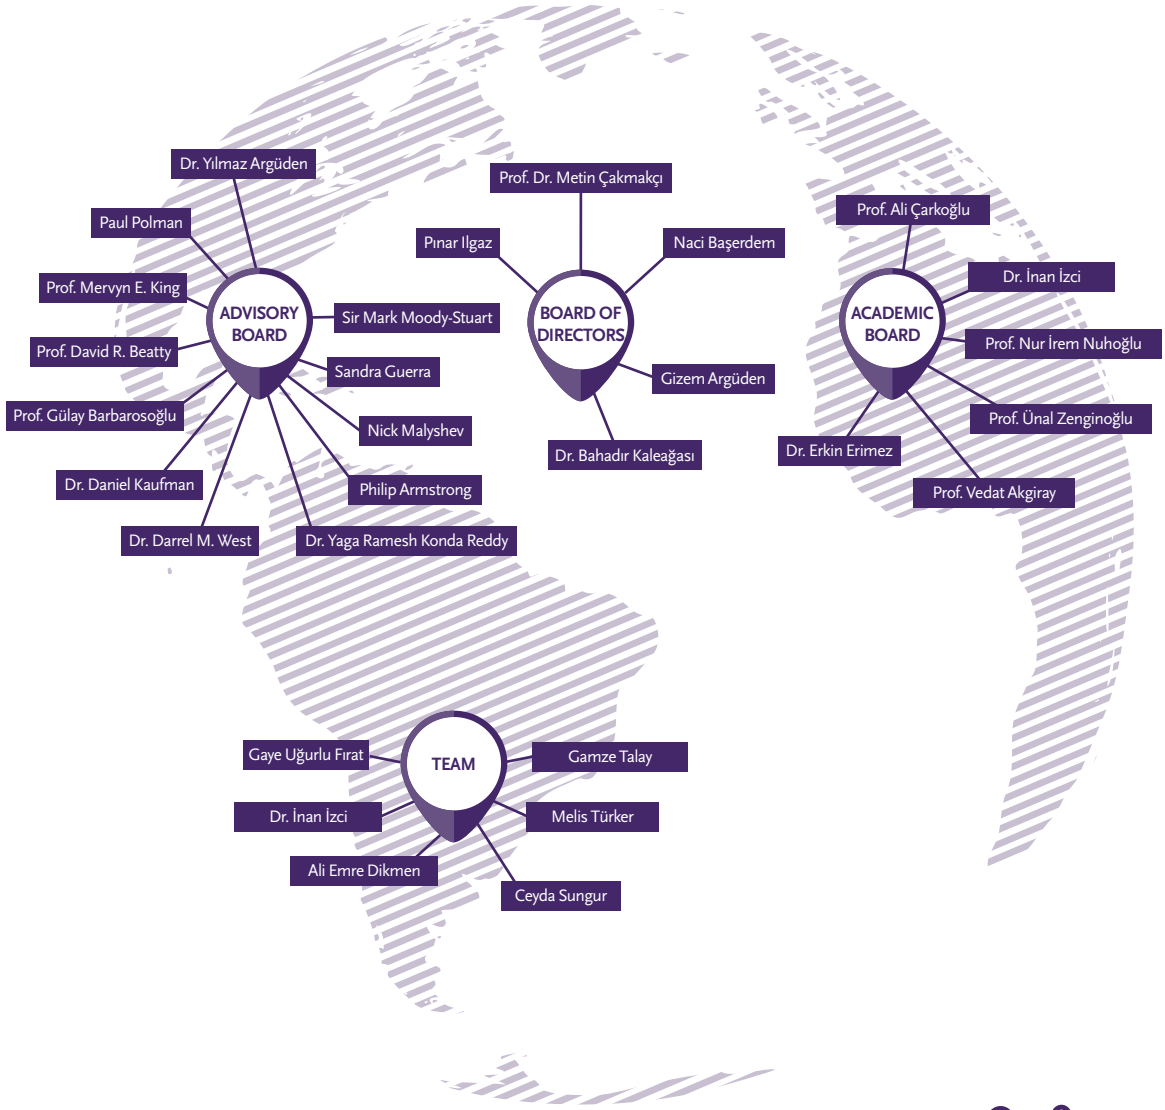 Dr. Yılmaz Argüden
Paul Polman
Prof. Mervyn E. King
Prof. David R. Beatty
Prof. Gülay Barbarosoğlu
Dr. Daniel Kaufman
Dr. Darrel M. West
ADVISORY
BOARD
Sir Mark Moody-Stuart
Sandra Guerra
Nick Malyshev
Philip Armstrong
Dr. Yaga Ramesh Konda Reddy
Prof. Dr. Metin Çakmakçı
Pınar Ilgaz
Naci Başerdem
BOARD OF
DIRECTORS
Gizem Argüden
Dr. Bahadır Kaleağası
Prof. Ali Çarkoğlu
Dr. İnan İzci
ACADEMIC
BOARD
Prof. Nur İrem Nuhoğlu
Prof. Ünal Zenginoğlu
Dr. Erkin Erimez
Prof. Vedat Akgiray
Gaye Uğurlu Fırat
TEAM
Gamze Talay
Dr. İnan İzci
Melis Türker
Ali Emre Dikmen
Ceyda Sungur